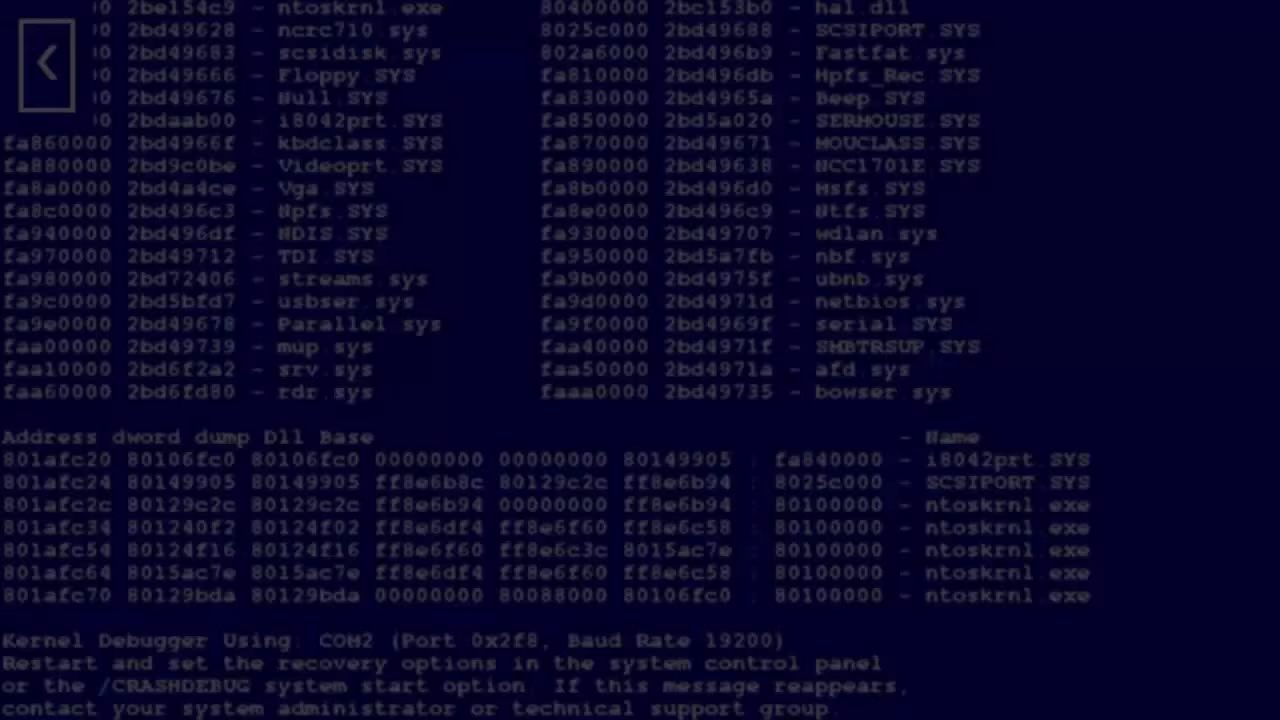 00 2be154c9 - ntoskrnl.exe 80400000 2bc153b0 - hal.dll
00 2bd49628 - ncrc710.sys 8025c000 2bd49688 - SCSIPORT.SYS
00 2bd49683 - scsidisk.sys 802a6000 2bd496b9 - Fastfat.sys
00 2bd49666 - Floppy.SYS fa810000 2bd496db - Hpfs_Rec.SYS
00 2bd49676 - Null.SYS fa830000 2bd4965a - Beep.SYS
00 2bdaab00 - i8042prt.SYS fa850000 2bd5a020 - SERMOUSE.SYS
fa860000 2bd4966f - kbdclass.SYS fa870000 2bd49671 - MOUCLASS.SYS
fa880000 2bd9c0be - Videoprt.SYS fa890000 2bd49638 - NCC1701E.SYS
fa8a0000 2bd4a4ce - Vga.SYS fa8b0000 2bd496d0 - Msfs.SYS
fa8c0000 2bd496c3 - Npfs.SYS fa8e0000 2bd496c9 - Ntfs.SYS
fa940000 2bd496df - NDIS.SYS fa930000 2bd49707 - wdlan.sys
fa970000 2bd49712 - TDI.SYS fa950000 2bd5a7fb - nbf.sys
fa980000 2bd72406 - streams.sys fa9b0000 2bd4975f - ubnb.sys
fa9c0000 2bd5bfd7 - usbser.sys fa9d0000 2bd4971d - netbios.sys
fa9e0000 2bd49678 - Parallel.sys fa9f0000 2bd4969f - serial.SYS
faa00000 2bd49739 - mup.sys faa40000 2bd4971f - SMBTRSUP.SYS
faa10000 2bd6f2a2 - srv.sys faa50000 2bd4971a - afd.sys
faa60000 2bd6fd80 - rdr.sys faaa0000 2bd49735 - bowser.sys
Address dword dump Dll Base - Name
801afc20 80106fc0 80106fc0 00000000 00000000 80149905 : fa840000 - i8042prt.SYS
801afc24 80149905 80149905 ff8e6b8c 80129c2c ff8e6b94 : 8025c000 - SCSIPORT.SYS
801afc2c 80129c2c 80129c2c ff8e6b94 00000000 ff8e6b94 : 80100000 - ntoskrnl.exe
801afc34 801240f2 80124f02 ff8e6df4 ff8e6f60 ff8e6c58 : 80100000 - ntoskrnl.exe
801afc54 80124f16 80124f16 ff8e6f60 ff8e6c3c 8015ac7e : 80100000 - ntoskrnl.exe
801afc64 8015ac7e 8015ac7e ff8e6df4 ff8e6f60 ff8e6c58 : 80100000 - ntoskrnl.exe
801afc70 80129bda 80129bda 00000000 80088000 80106fc0 : 80100000 - ntoskrnl.exe
Kernel Debugger Using: COM2 (Port 0x2f8, Baud Rate 19200)
Restart and set the recovery options in the system control panel
or the /CRASHDEBUG system start option. If this message reappears,
contact your system administrator or technical support group.